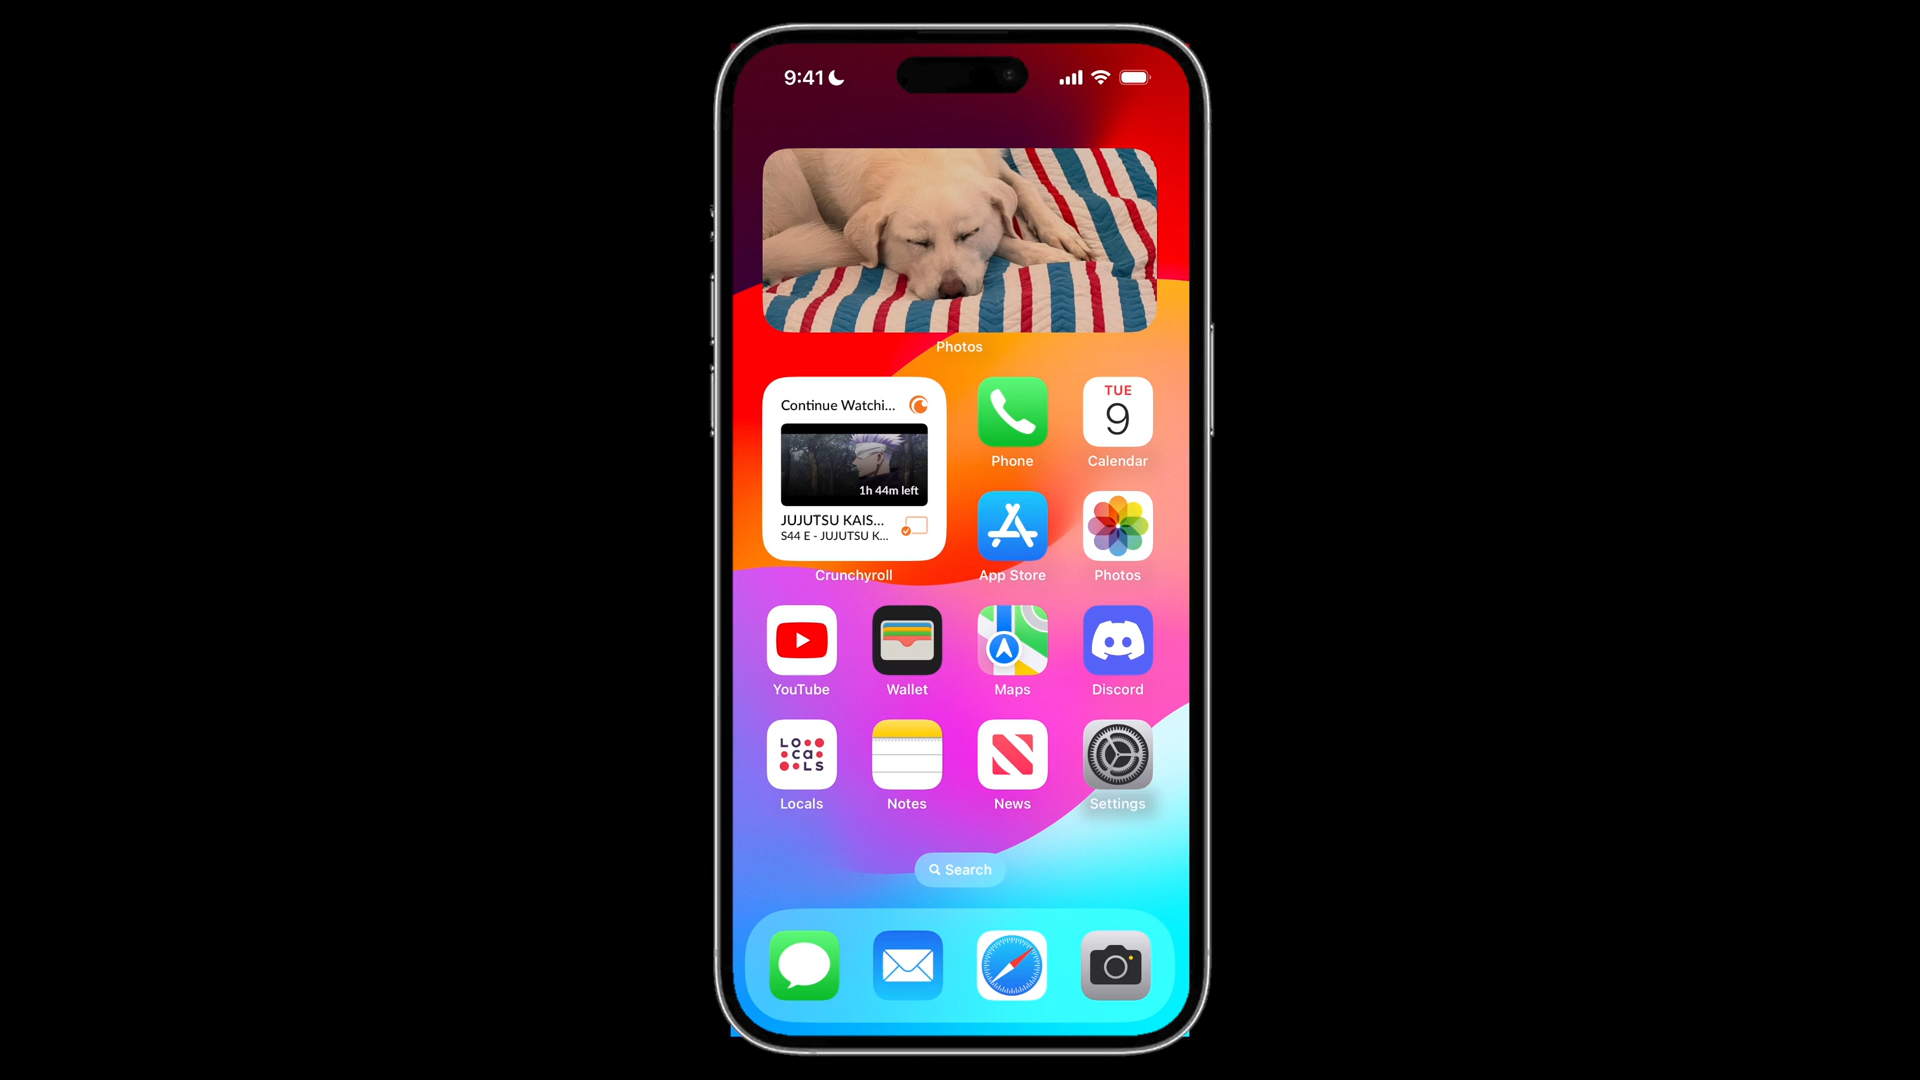 9:41
Photos
Continue Watchi...
1h 44m left
JUJUTSU KAIS...
S44 E - JUJUTSU K...
Crunchyroll
Phone
TUE
9
Calendar
App Store
Photos
YouTube
Wallet
Maps
Discord
LO
ca
LS
Locals
Notes
News
Settings
Search